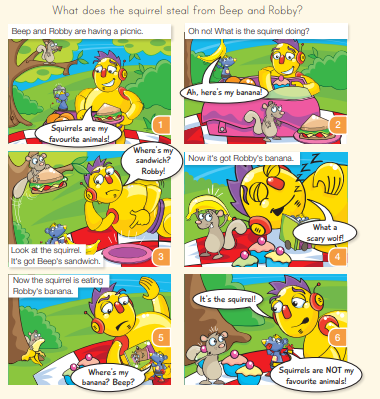 What does the squirrel steal from Beep and Robby?
Beep and Robby are having a picnic.
Squirrels are my
favourite animals!
1
Oh no! What is the squirrel doing?
Ah, here's my banana!
2
Where's my
sandwich?
Robby!
Look at the squirrel.
It's got Beep's sandwich.
3
Now it's got Robby's banana.
What a
scary wolf!
4
Now the squirrel is eating
Robby's banana.
Where's my
banana? Beep?
5
It's the squirrel!
Squirrels are NOT my
favourite animals!
6